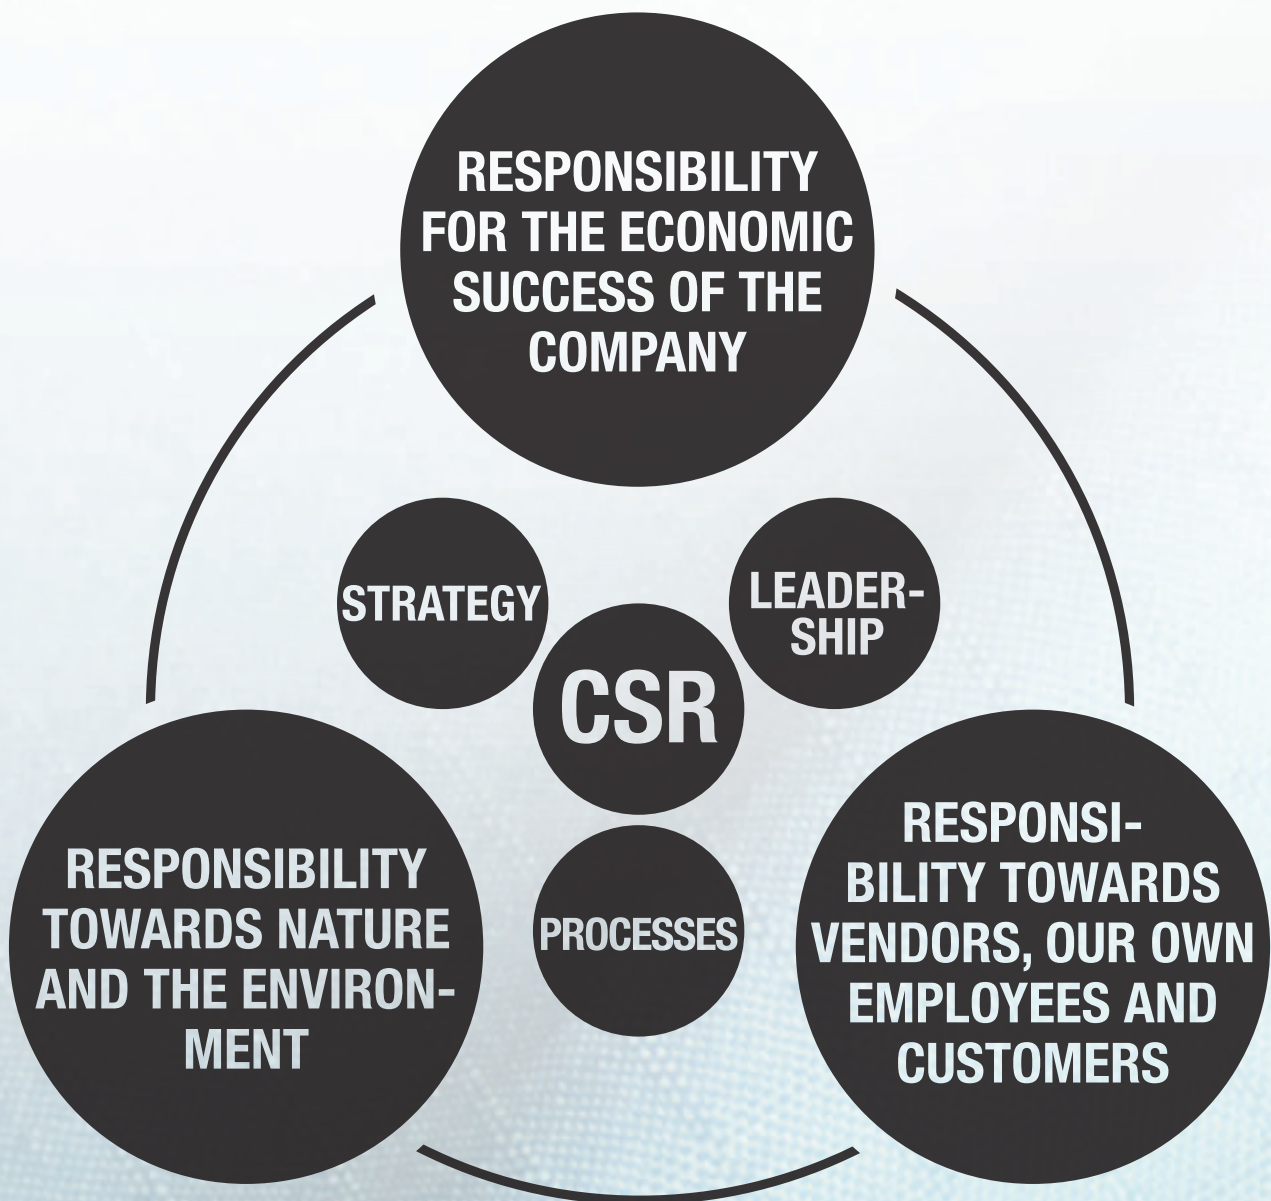 RESPONSIBILITY
FOR THE ECONOMIC
SUCCESS OF THE
COMPANY
STRATEGY
LEADER-
SHIP
CSR
PROCESSES
RESPONSIBILITY
TOWARDS NATURE
AND THE ENVIRON-
MENT
RESPONSI-
BILITY TOWARDS
VENDORS, OUR OWN
EMPLOYEES AND
CUSTOMERS